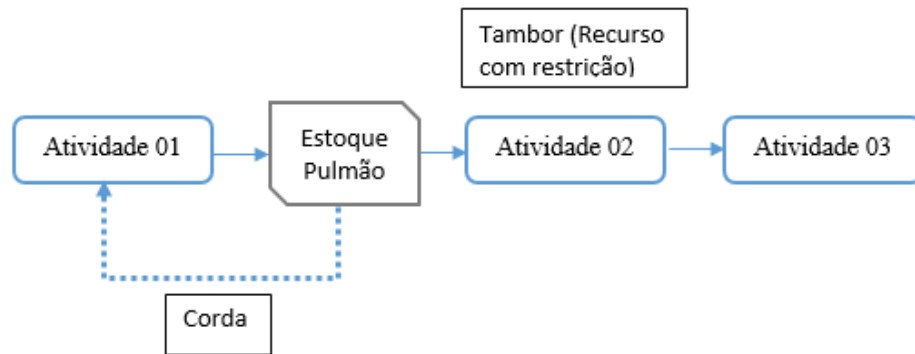 Tambor (Recurso
com restrição)
Atividade 01
Estoque
Pulmão
Atividade 02
Atividade 03
Corda